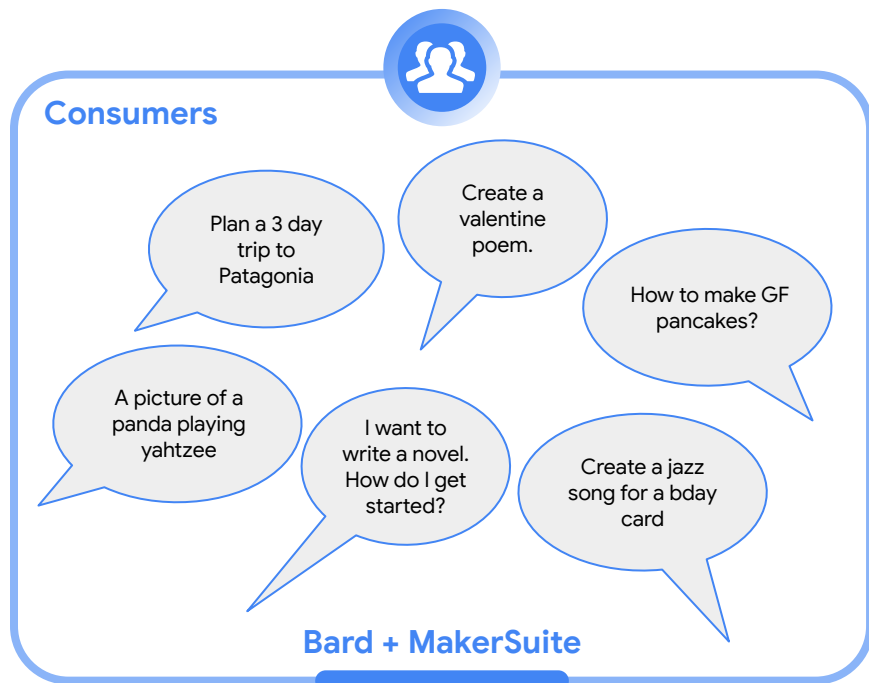 Consumers
Plan a 3 day
trip to
Patagonia
Create a
valentine
poem.
How to make GF
pancakes?
A picture of a
panda playing
yahtzee
I want to
write a novel.
How do I get
started?
Create a jazz
song for a bday
card
Bard + MakerSuite